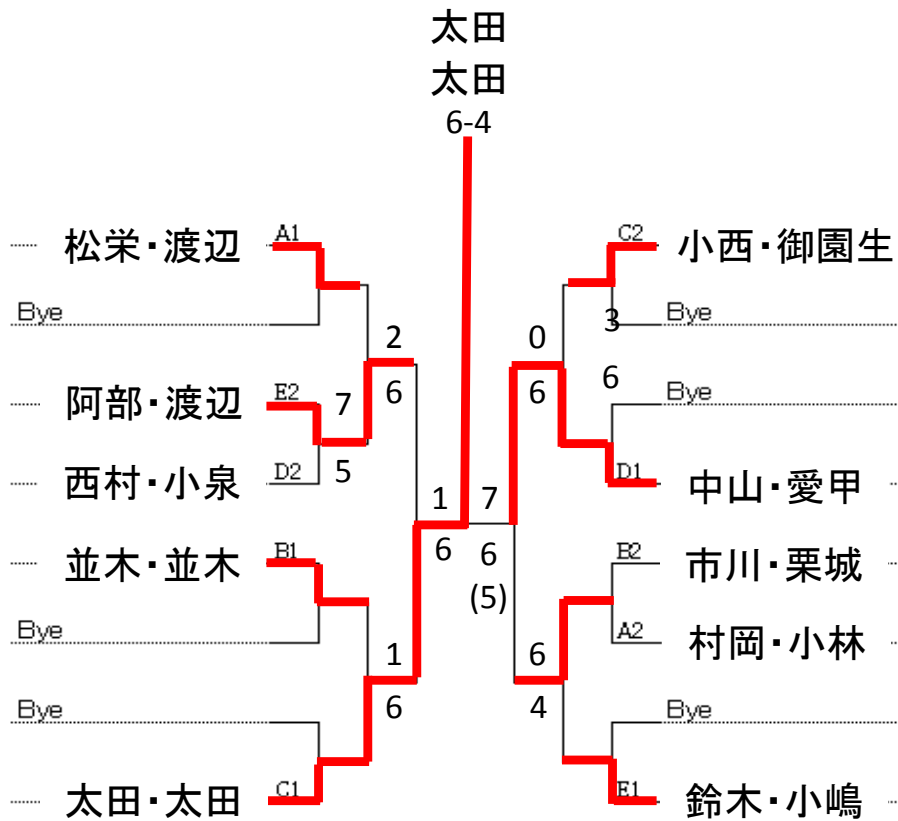 太田
太田
6-4
松栄・渡辺 A1
Bye
阿部・渡辺 E2
西村・小泉 D2
並木・並木 B1
Bye
Bye
太田・太田 C1
7
5
2
6
1
6
1
6
7
6
(5)
0
6
6
4
3
6
C2 小西・御園生
Bye
Bye
D1 中山・愛甲
B2 市川・栗城
A2 村岡・小林
Bye
E1 鈴木・小嶋